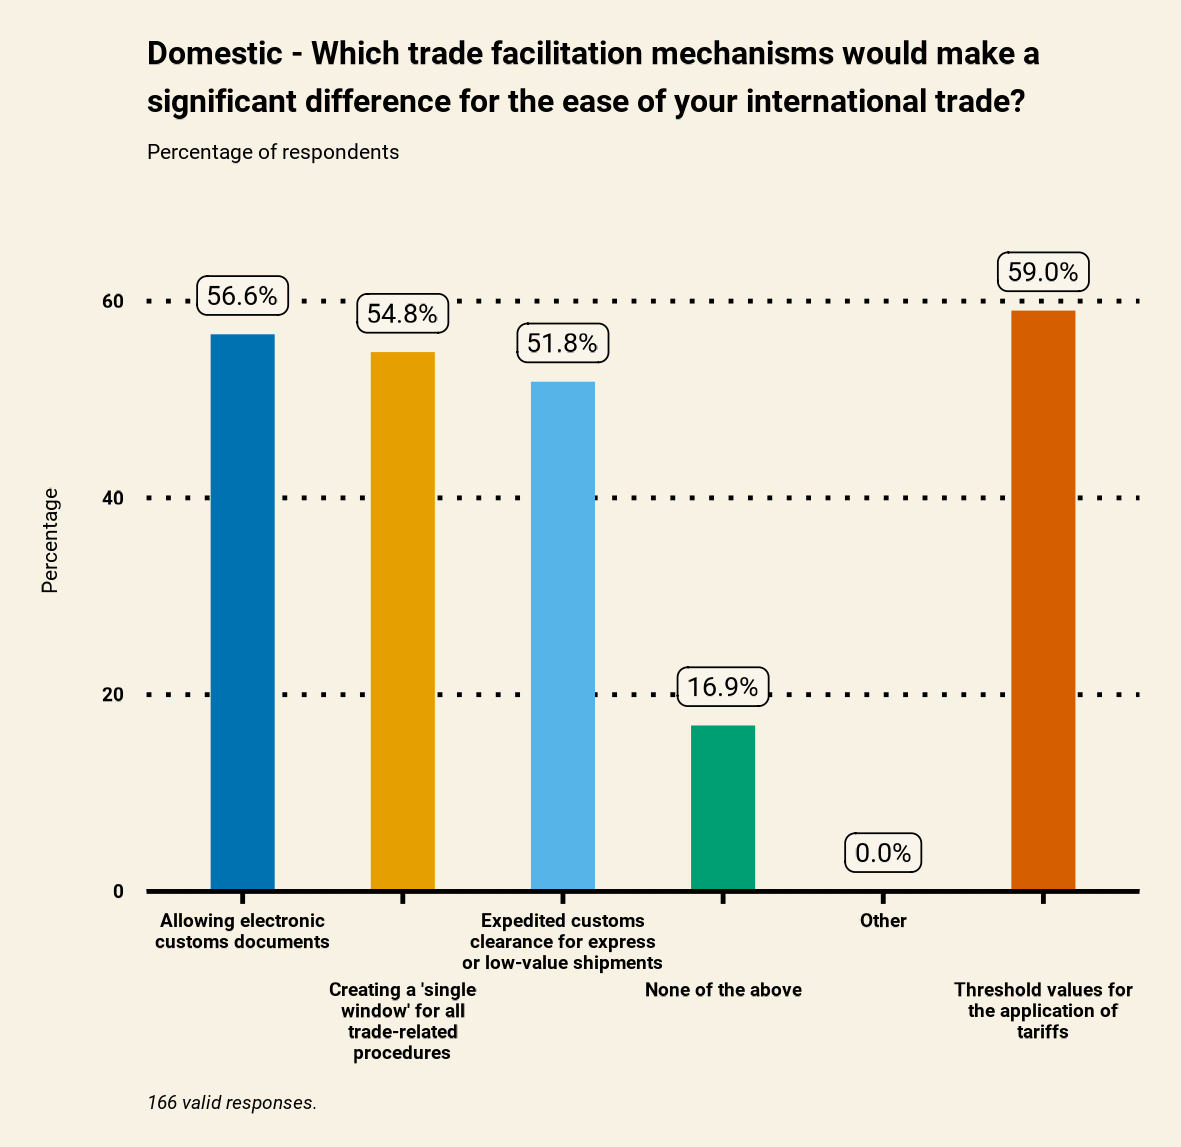 Domestic - Which trade facilitation mechanisms would make a
significant difference for the ease of your international trade?
Percentage of respondents
Percentage
60
40
20
0
56.6%
54.8%
51.8%
16.9%
0.0%
59.0%
Allowing electronic
customs documents
Creating a 'single
window' for all
trade-related
procedures
Expedited customs
clearance for express
or low-value shipments
None of the above
Other
Threshold values for
the application of
tariffs
166 valid responses.